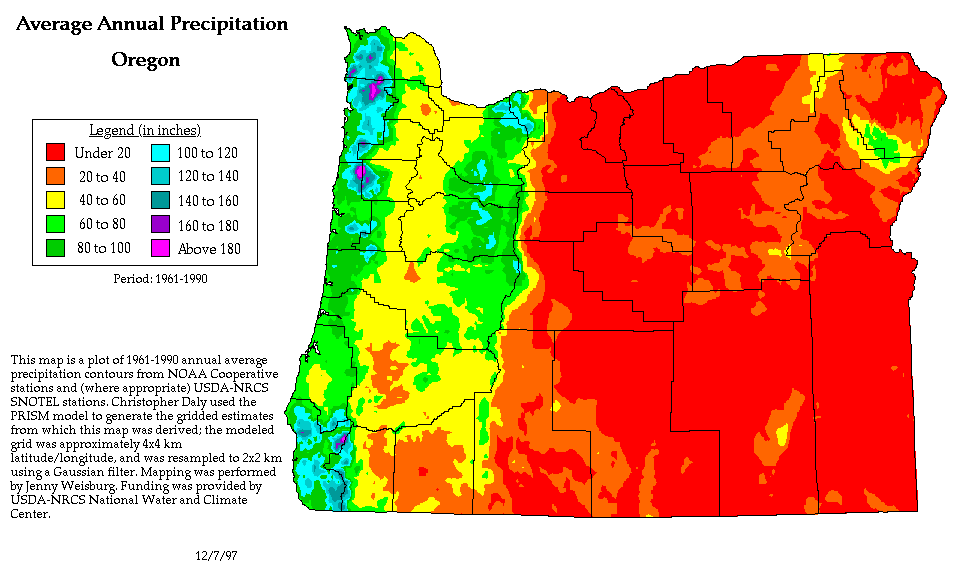 Average Annual Precipitation
Oregon
Legend (in inches)
Under 20
20 to 40
40 to 60
60 to 80
80 to 100
100 to 120
120 to 140
140 to 160
160 to 180
Above 180
Period: 1961-1990
This map is a plot of 1961-1990 annual average
precipitation contours from NOAA Cooperative
stations and (where appropriate) USDA-NRCS
SNOTEL stations. Christopher Daly used the
PRISM model to generate the gridded estimates
from which this map was derived; the modeled
grid was approximately 4x4 km
latitude/longitude, and was resampled to 2x2 km
using a Gaussian filter. Mapping was performed
by Jenny Weisburg. Funding was provided by
USDA-NRCS National Water and Climate
Center.
12/7/97